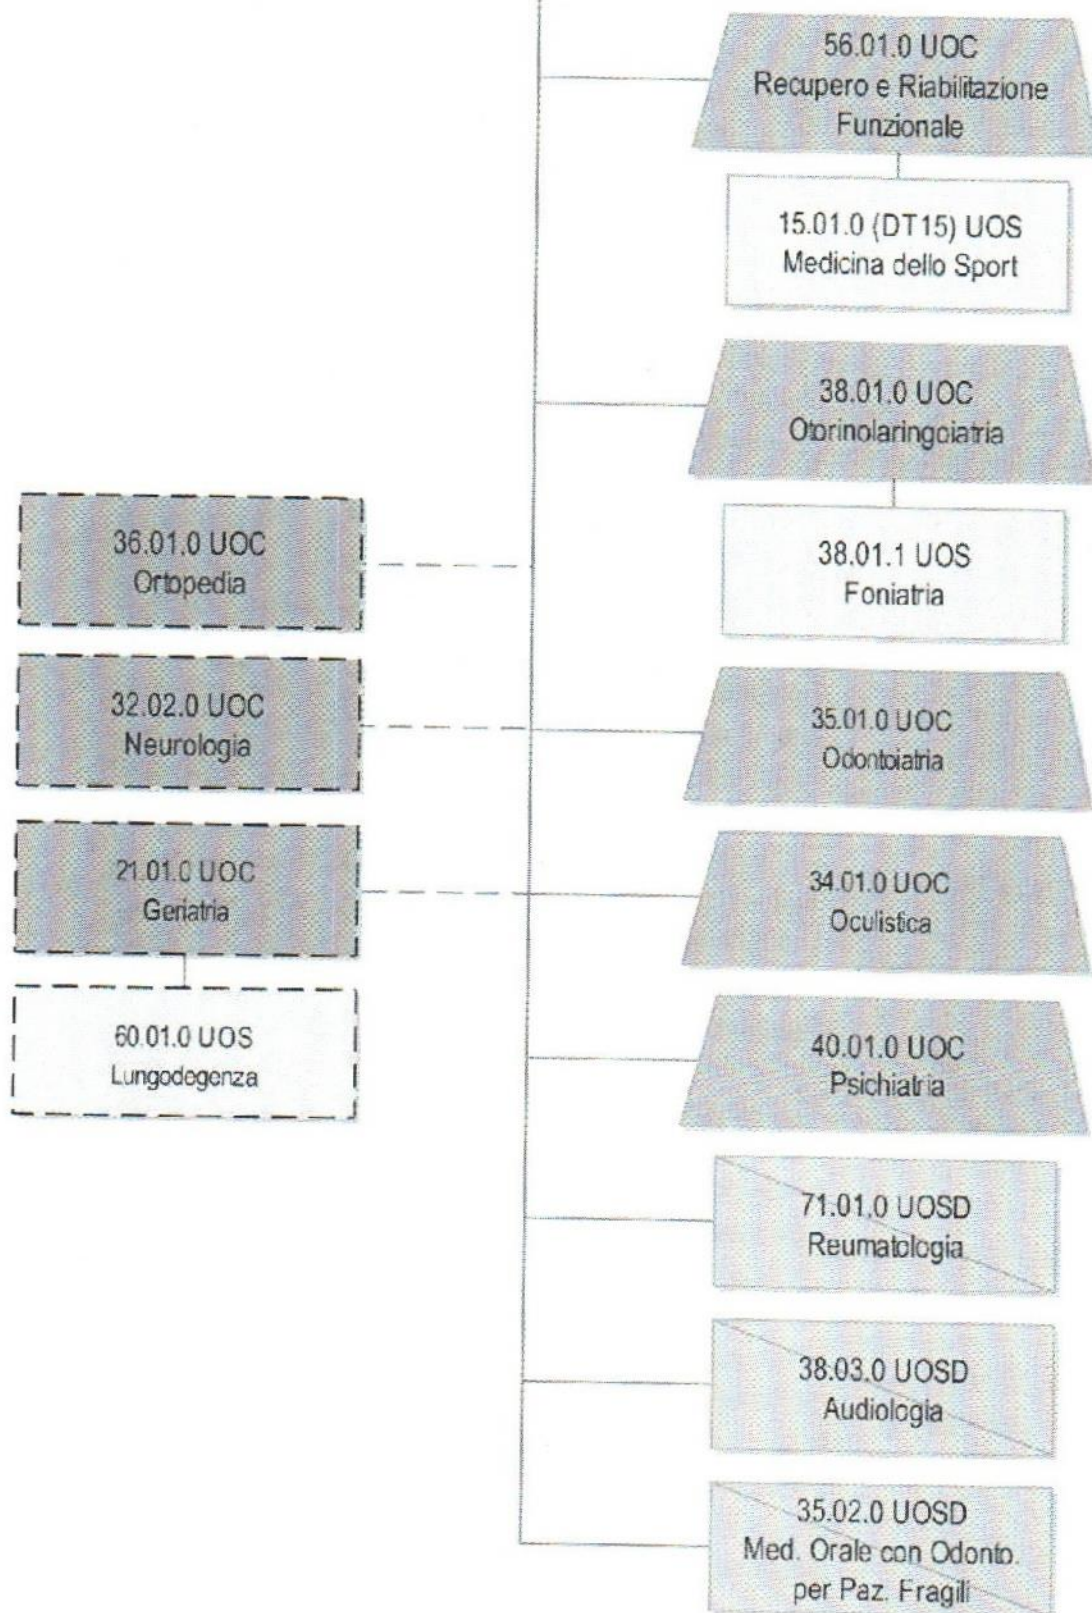 56.01.0 UOC
Recupero e Riabilitazione
Funzionale
15.01.0 (DT15) UOS
Medicina dello Sport
38.01.0 UOC
Otorinolaringoiatria
38.01.1 UOS
Foniatria
36.01.0 UOC
Ortopedia
32.02.0 UOC
Neurologia
21.01.0 UOC
Geriatria
60.01.0 UOS
Lungodegenza
35.01.0 UOC
Odontoiatria
34.01.0 UOC
Oculistica
40.01.0 UOC
Psichiatria
71.01.0 UOSD
Reumatologia
38.03.0 UOSD
Audiologia
35.02.0 UOSD
Med. Orale con Odonto.
per Paz. Fragili